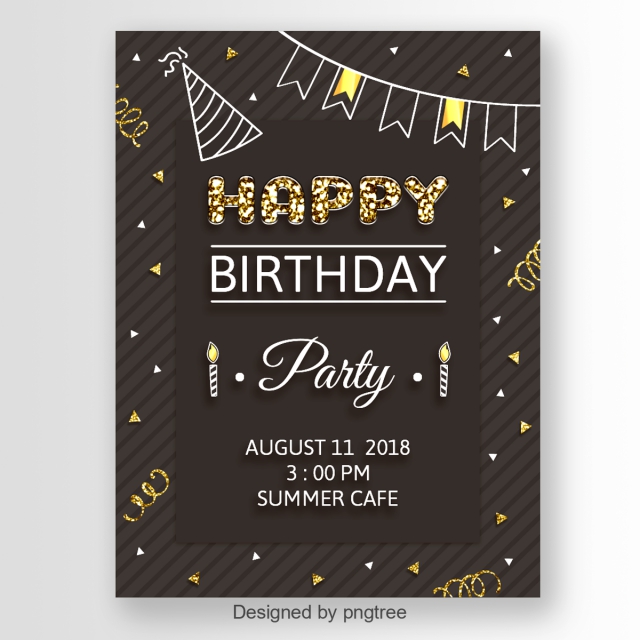 HAPPY
BIRTHDAY
Party
AUGUST 11 2018
3 : 00 PM
SUMMER CAFE
Designed by pngtree